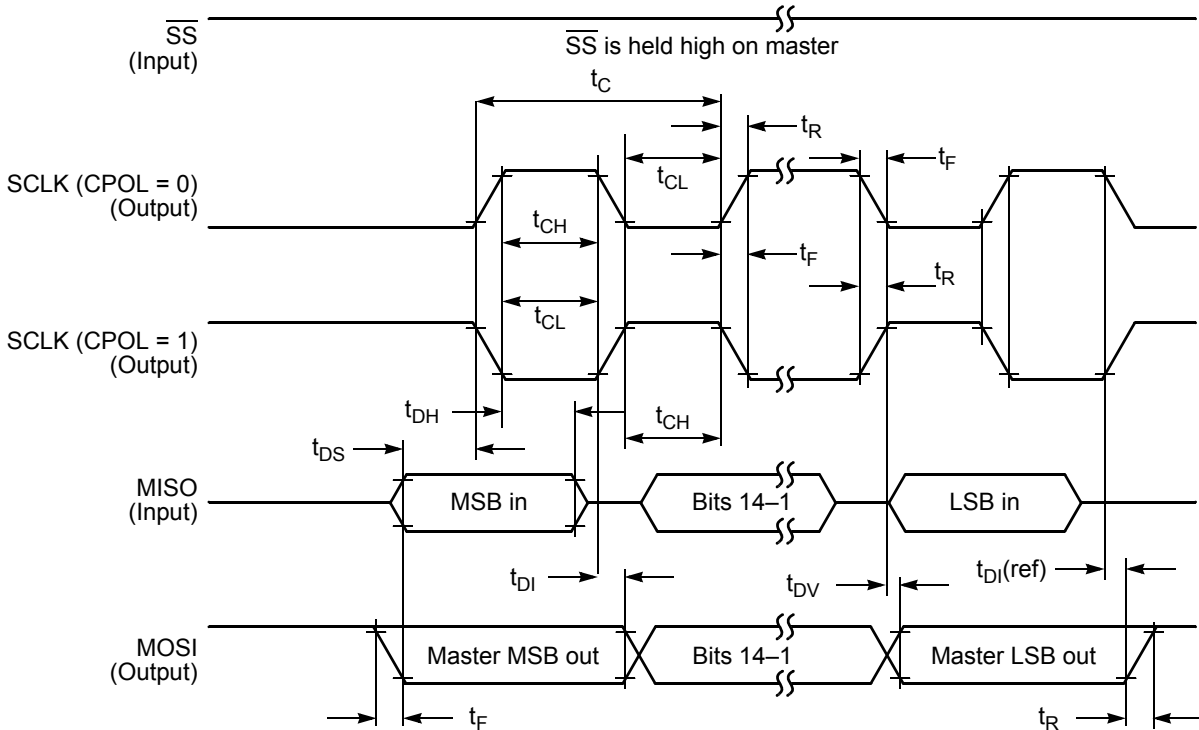 SS
(Input)
SS is held high on master
tC
tR
tF
tCL
SCLK (CPOL = 0)
(Output)
tCH
tF
tR
tCL
SCLK (CPOL = 1)
(Output)
tDH
tCH
tDS
MISO
(Input)
MSB in
Bits 14–1
LSB in
tDI
tDV
tDI(ref)
MOSI
(Output)
Master MSB out
Bits 14–1
Master LSB out
tF
tR